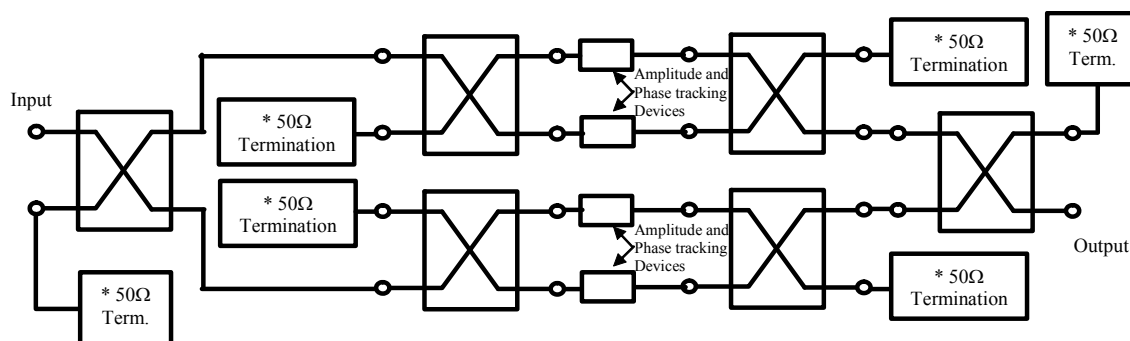 * 50Ω
Termination
* 50Ω
Term.
Input
Amplitude and
Phase tracking
Devices
* 50Ω
Termination
* 50Ω
Termination
Amplitude and
Phase tracking
Devices
Output
* 50Ω
Term.
* 50Ω
Termination